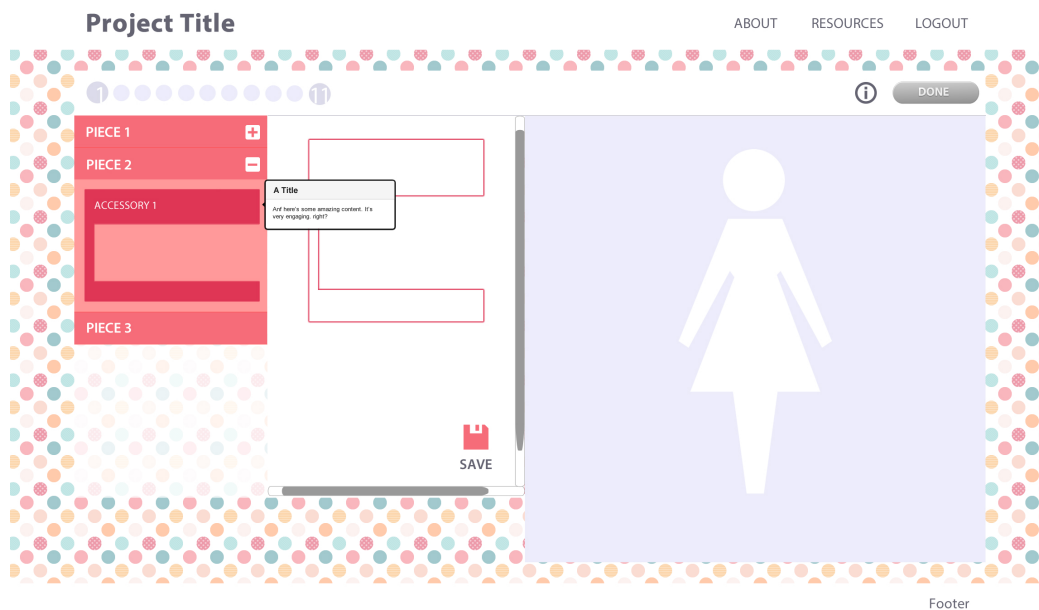 Project Title
ABOUT RESOURCES LOGOUT
1 11
DONE
PIECE 1
PIECE 2
A Title
ACCESSORY 1
Anf here's some amazing content. It's
very engaging. right?
PIECE 3
SAVE
Footer